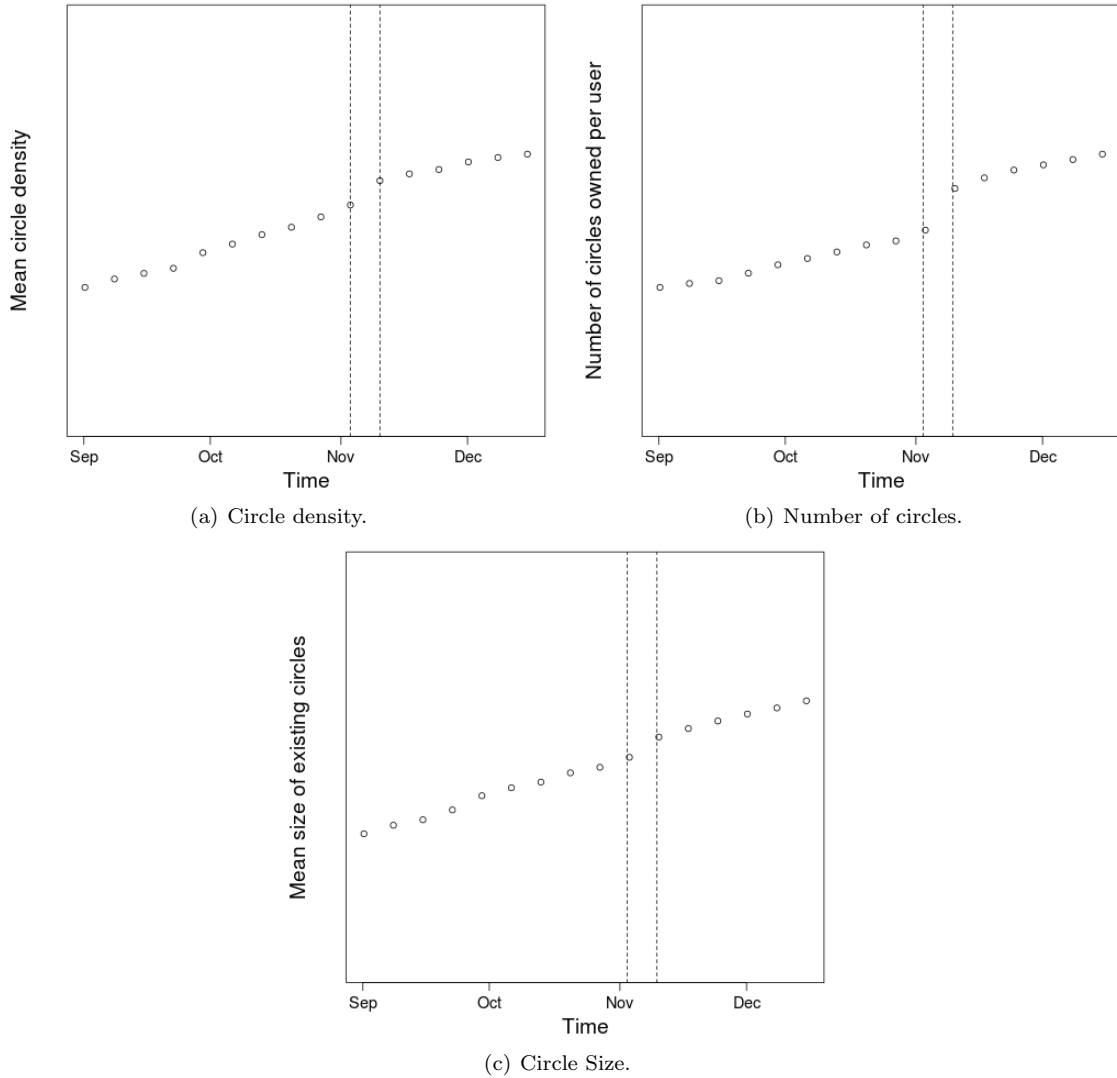 Mean circle density
Sep Oct Nov Dec
Time
(a) Circle density.
Number of circles owned per user
Sep Oct Nov Dec
Time
(b) Number of circles.
Mean size of existing circles
Sep Oct Nov Dec
Time
(c) Circle Size.